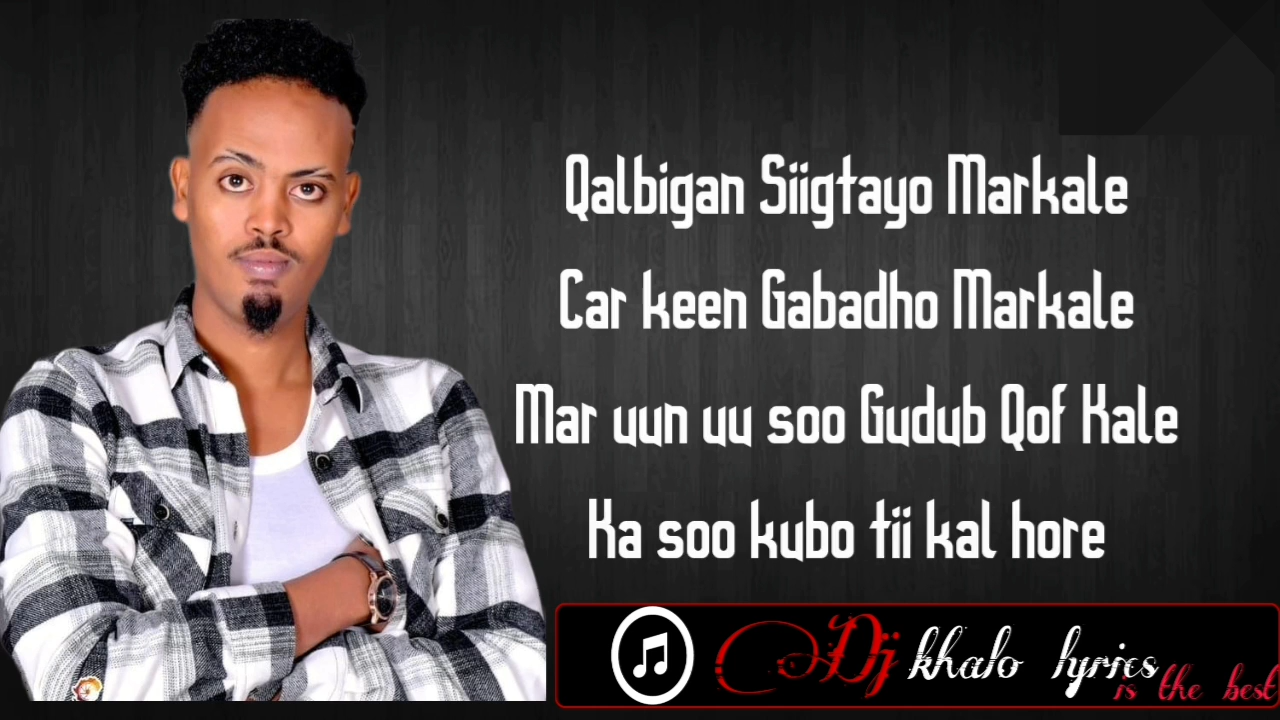 Qalbigan Siigtayo Markale
Car keen Gabadho Markale
Mar uun uu soo Gudub Qof Kale
Ka soo kubo tii kal hore
Dj khalo lyrics
is the best